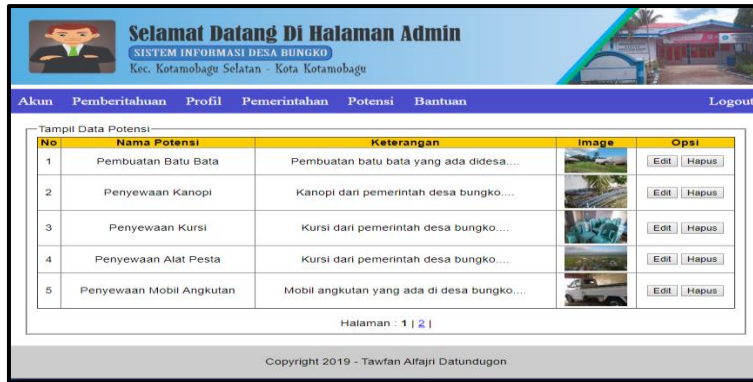 Selamat Datang Di Halaman Admin
SISTEM INFORMASI DESA BUNGKO
Kec. Kotamobagu Selatan - Kota Kotamobagu
Akun Pemberitahuan Profil Pemerintahan Potensi Bantuan Logout
Tampil Data Potensi
No Nama Potensi Keterangan Image Opsi
1 Pembuatan Batu Bata Pembuatan batu bata yang ada didesa.... Edit Hapus
2 Penyewaan Kanopi Kanopi dari pemerintah desa bungko.... Edit Hapus
3 Penyewaan Kursi Kursi dari pemerintah desa bungko.... Edit Hapus
4 Penyewaan Alat Pesta Kursi dari pemerintah desa bungko.... Edit Hapus
5 Penyewaan Mobil Angkutan Mobil angkutan yang ada di desa bungko.... Edit Hapus
Halaman : 1 | 2 |
Copyright 2019 - Tawfan Alfajri Datundugon